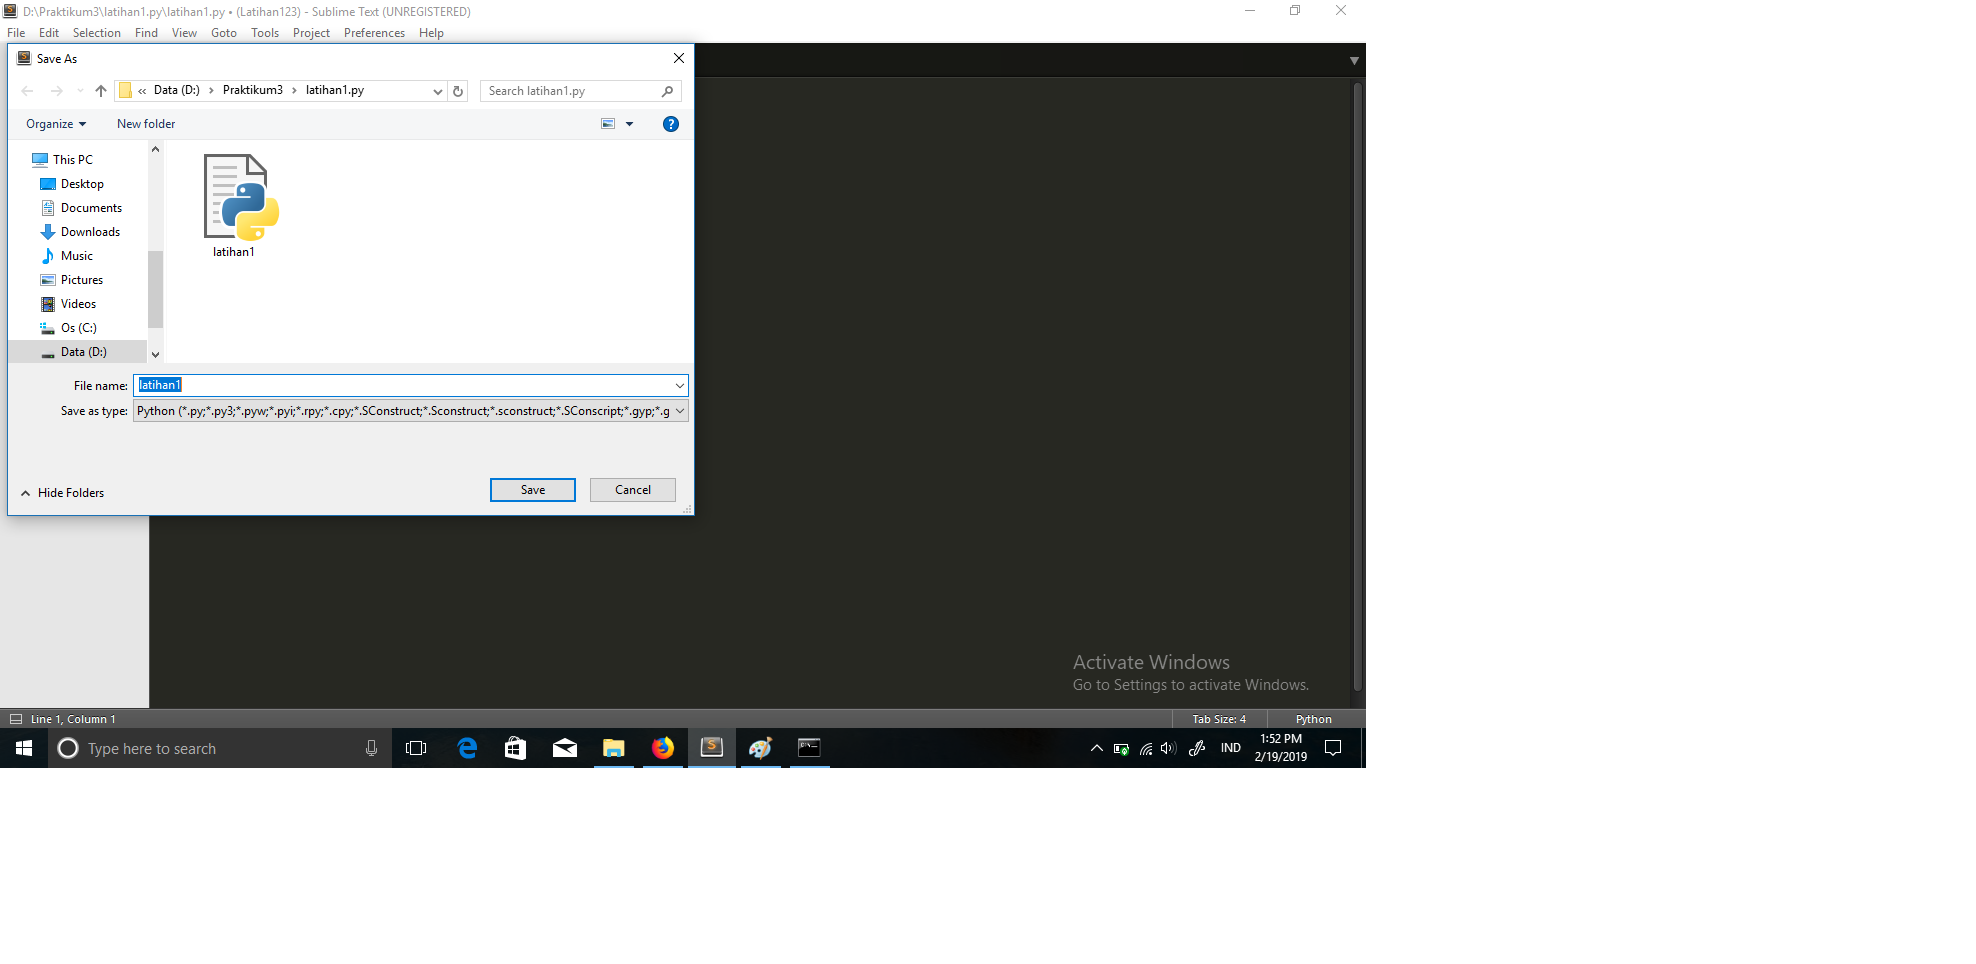 D:\Praktikum3\latihan1.py\latihan1.py • (Latihan123) - Sublime Text (UNREGISTERED)
File Edit Selection Find View Goto Tools Project Preferences Help
Save As
« Data (D:) › Praktikum3 › latihan1.py
Search latihan1.py
Organize New folder
This PC
Desktop
Documents
Downloads
Music
Pictures
Videos
Os (C:)
Data (D:)
latihan1
File name: latihan1
Save as type: Python (*.py;*.py3;*.pyw;*.pyi;*.rpy;*.cpy;*.SConstruct;*.Sconstruct;*.sconstruct;*.SConscript;*.gyp;*.g
Hide Folders
Save Cancel
Activate Windows
Go to Settings to activate Windows.
Line 1, Column 1
Tab Size: 4 Python
Type here to search
IND
1:52 PM
2/19/2019